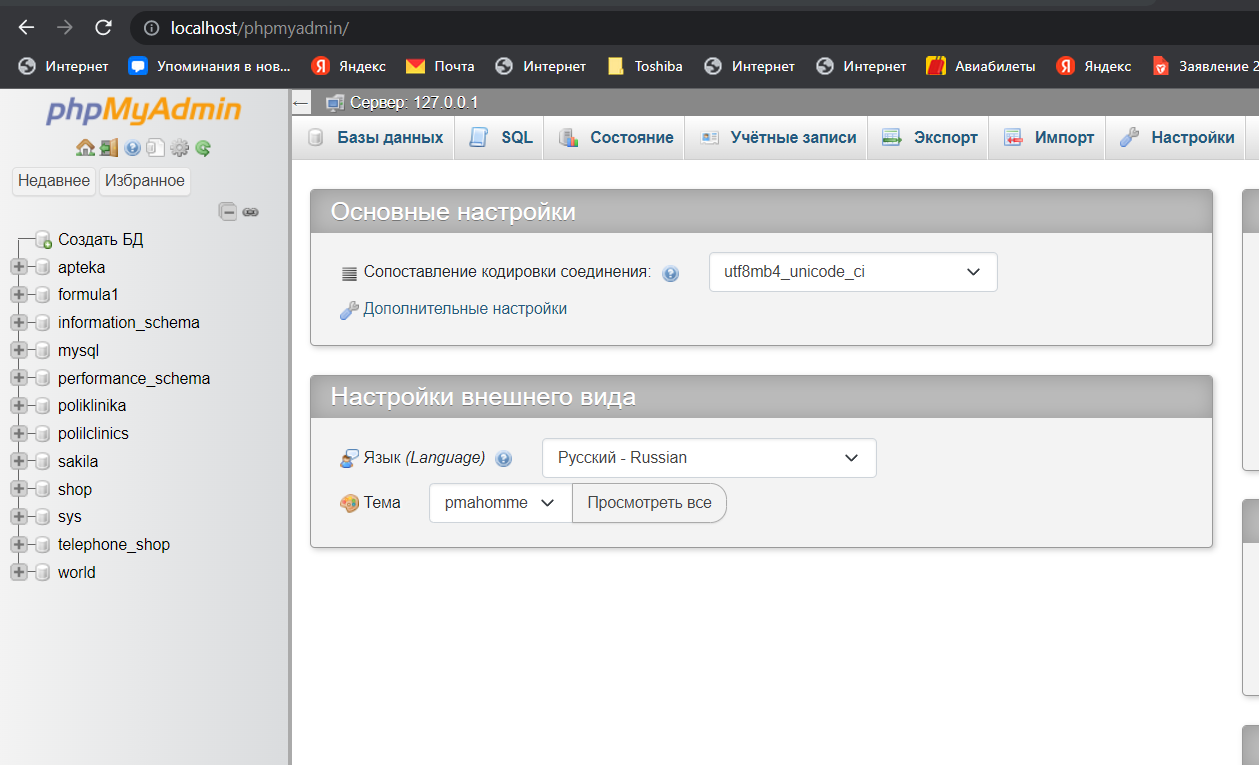 localhost/phpmyadmin/
Интернет Упоминания в нов... Яндекс Почта Интернет Toshiba Интернет Интернет Авиабилеты Яндекс Заявление 2
phpMyAdmin
Недавнее Избранное
Создать БД
apteka
formula1
information_schema
mysql
performance_schema
poliklinika
polilclinics
sakila
shop
sys
telephone_shop
world
← Сервер: 127.0.0.1
Базы данных SQL Состояние Учётные записи Экспорт Импорт Настройки
Основные настройки
Сопоставление кодировки соединения: utf8mb4_unicode_ci
Дополнительные настройки
Настройки внешнего вида
Язык (Language) Русский - Russian
Тема pmahomme Просмотреть все